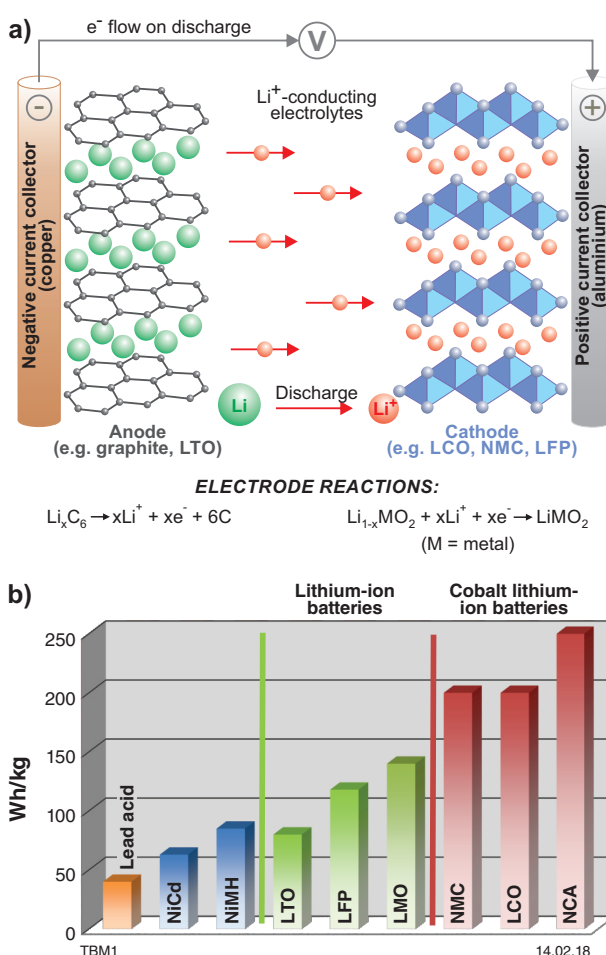 a)
e⁻ flow on discharge
V
Li⁺-conducting
electrolytes
−
+
Negative current collector
(copper)
Positive current collector
(aluminium)
Li
Discharge
Li⁺
Anode
(e.g. graphite, LTO)
Cathode
(e.g. LCO, NMC, LFP)
ELECTRODE REACTIONS:
LiₓC₆ → xLi⁺ + xe⁻ + 6C
Li₁₋ₓMO₂ + xLi⁺ + xe⁻ → LiMO₂
(M = metal)
b)
Lithium-ion
batteries
Cobalt lithium-
ion batteries
Wh/kg
250
200
150
100
50
0
Lead acid
NiCd
NiMH
LTO
LFP
LMO
NMC
LCO
NCA
TBM1
14.02.18